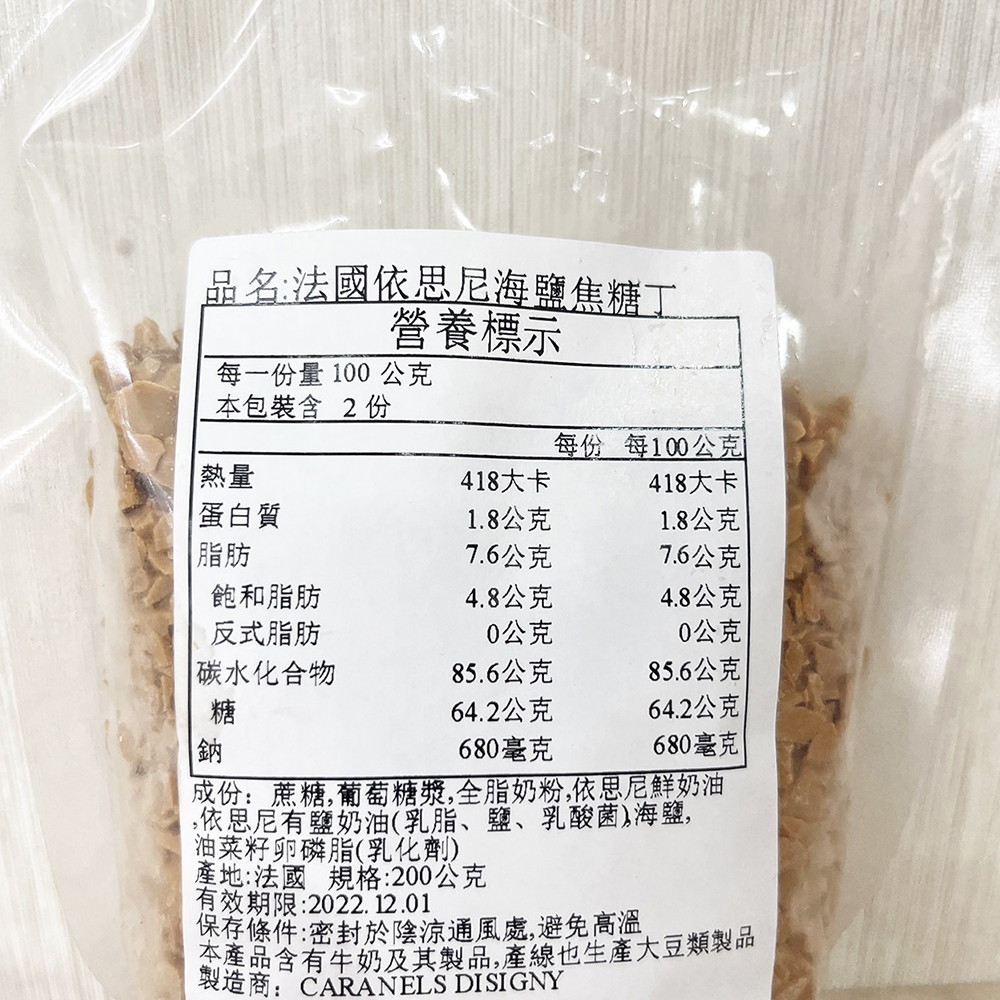 品名:法國依思尼海鹽焦糖丁
營養標示
每一份量 100 公克
本包裝含 2 份
每份 每100公克
熱量 418大卡 418大卡
蛋白質 1.8公克 1.8公克
脂肪 7.6公克 7.6公克
飽和脂肪 4.8公克 4.8公克
反式脂肪 0公克 0公克
碳水化合物 85.6公克 85.6公克
糖 64.2公克 64.2公克
鈉 680毫克 680毫克
成份: 蔗糖,葡萄糖漿,全脂奶粉,依思尼鮮奶油
,依思尼有鹽奶油(乳脂、鹽、乳酸菌),海鹽,
油菜籽卵磷脂(乳化劑)
產地:法國 規格:200公克
有效期限:2022.12.01
保存條件:密封於陰涼通風處,避免高溫
本產品含有牛奶及其製品,產線也生產大豆類製品
製造商: CARANELS DISIGNY